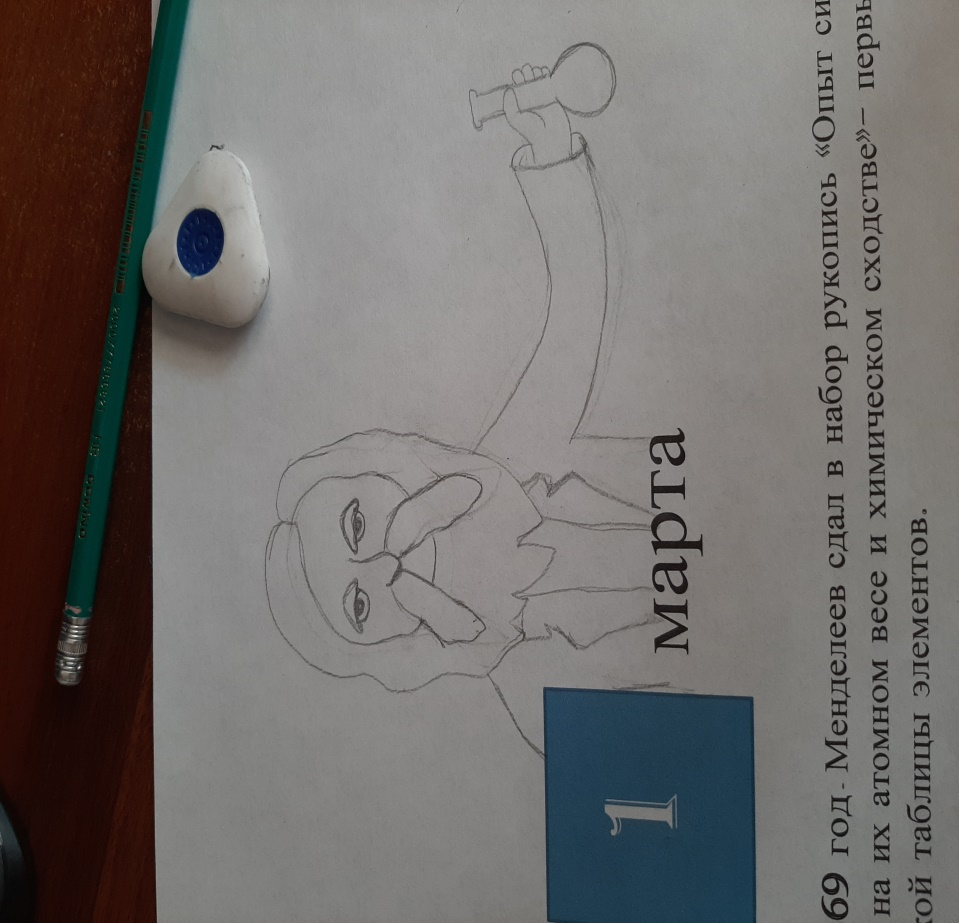 1
Марта
69 год - Менделеев сдал в набор рукопись «Опыт си
на их атомном весе и химическом сходстве»– первы
ой таблицы элементов.